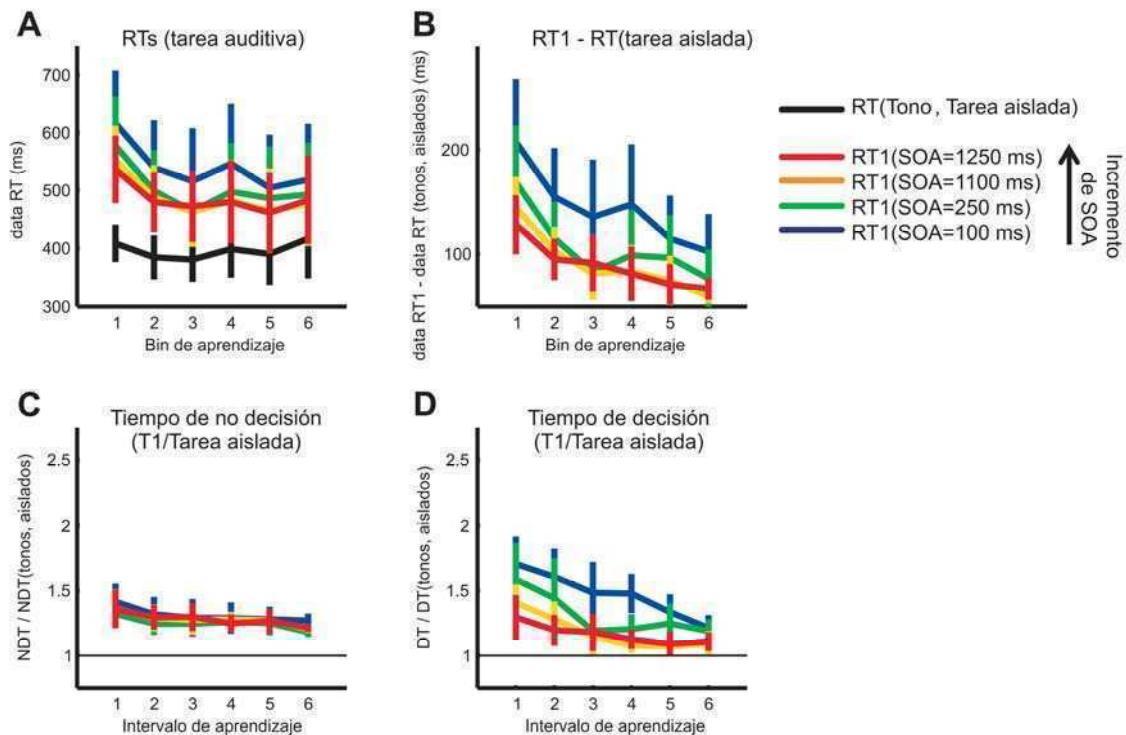 A
RTs (tarea auditiva)
700
600
500
400
300
data RT (ms)
1 2 3 4 5 6
Bin de aprendizaje
B
RT1 - RT(tarea aislada)
200
100
data RT1 - data RT (tonos, aislados) (ms)
1 2 3 4 5 6
Bin de aprendizaje
RT(Tono , Tarea aislada)
RT1(SOA=1250 ms)
RT1(SOA=1100 ms)
RT1(SOA=250 ms)
RT1(SOA=100 ms)
Incremento
de SOA
C
Tiempo de no decisión
(T1/Tarea aislada)
2.5
2
1.5
1
NDT / NDT(tonos, aislados)
1 2 3 4 5 6
Intervalo de aprendizaje
D
Tiempo de decisión
(T1/Tarea aislada)
2.5
2
1.5
1
DT / DT(tonos, aislados)
1 2 3 4 5 6
Intervalo de aprendizaje